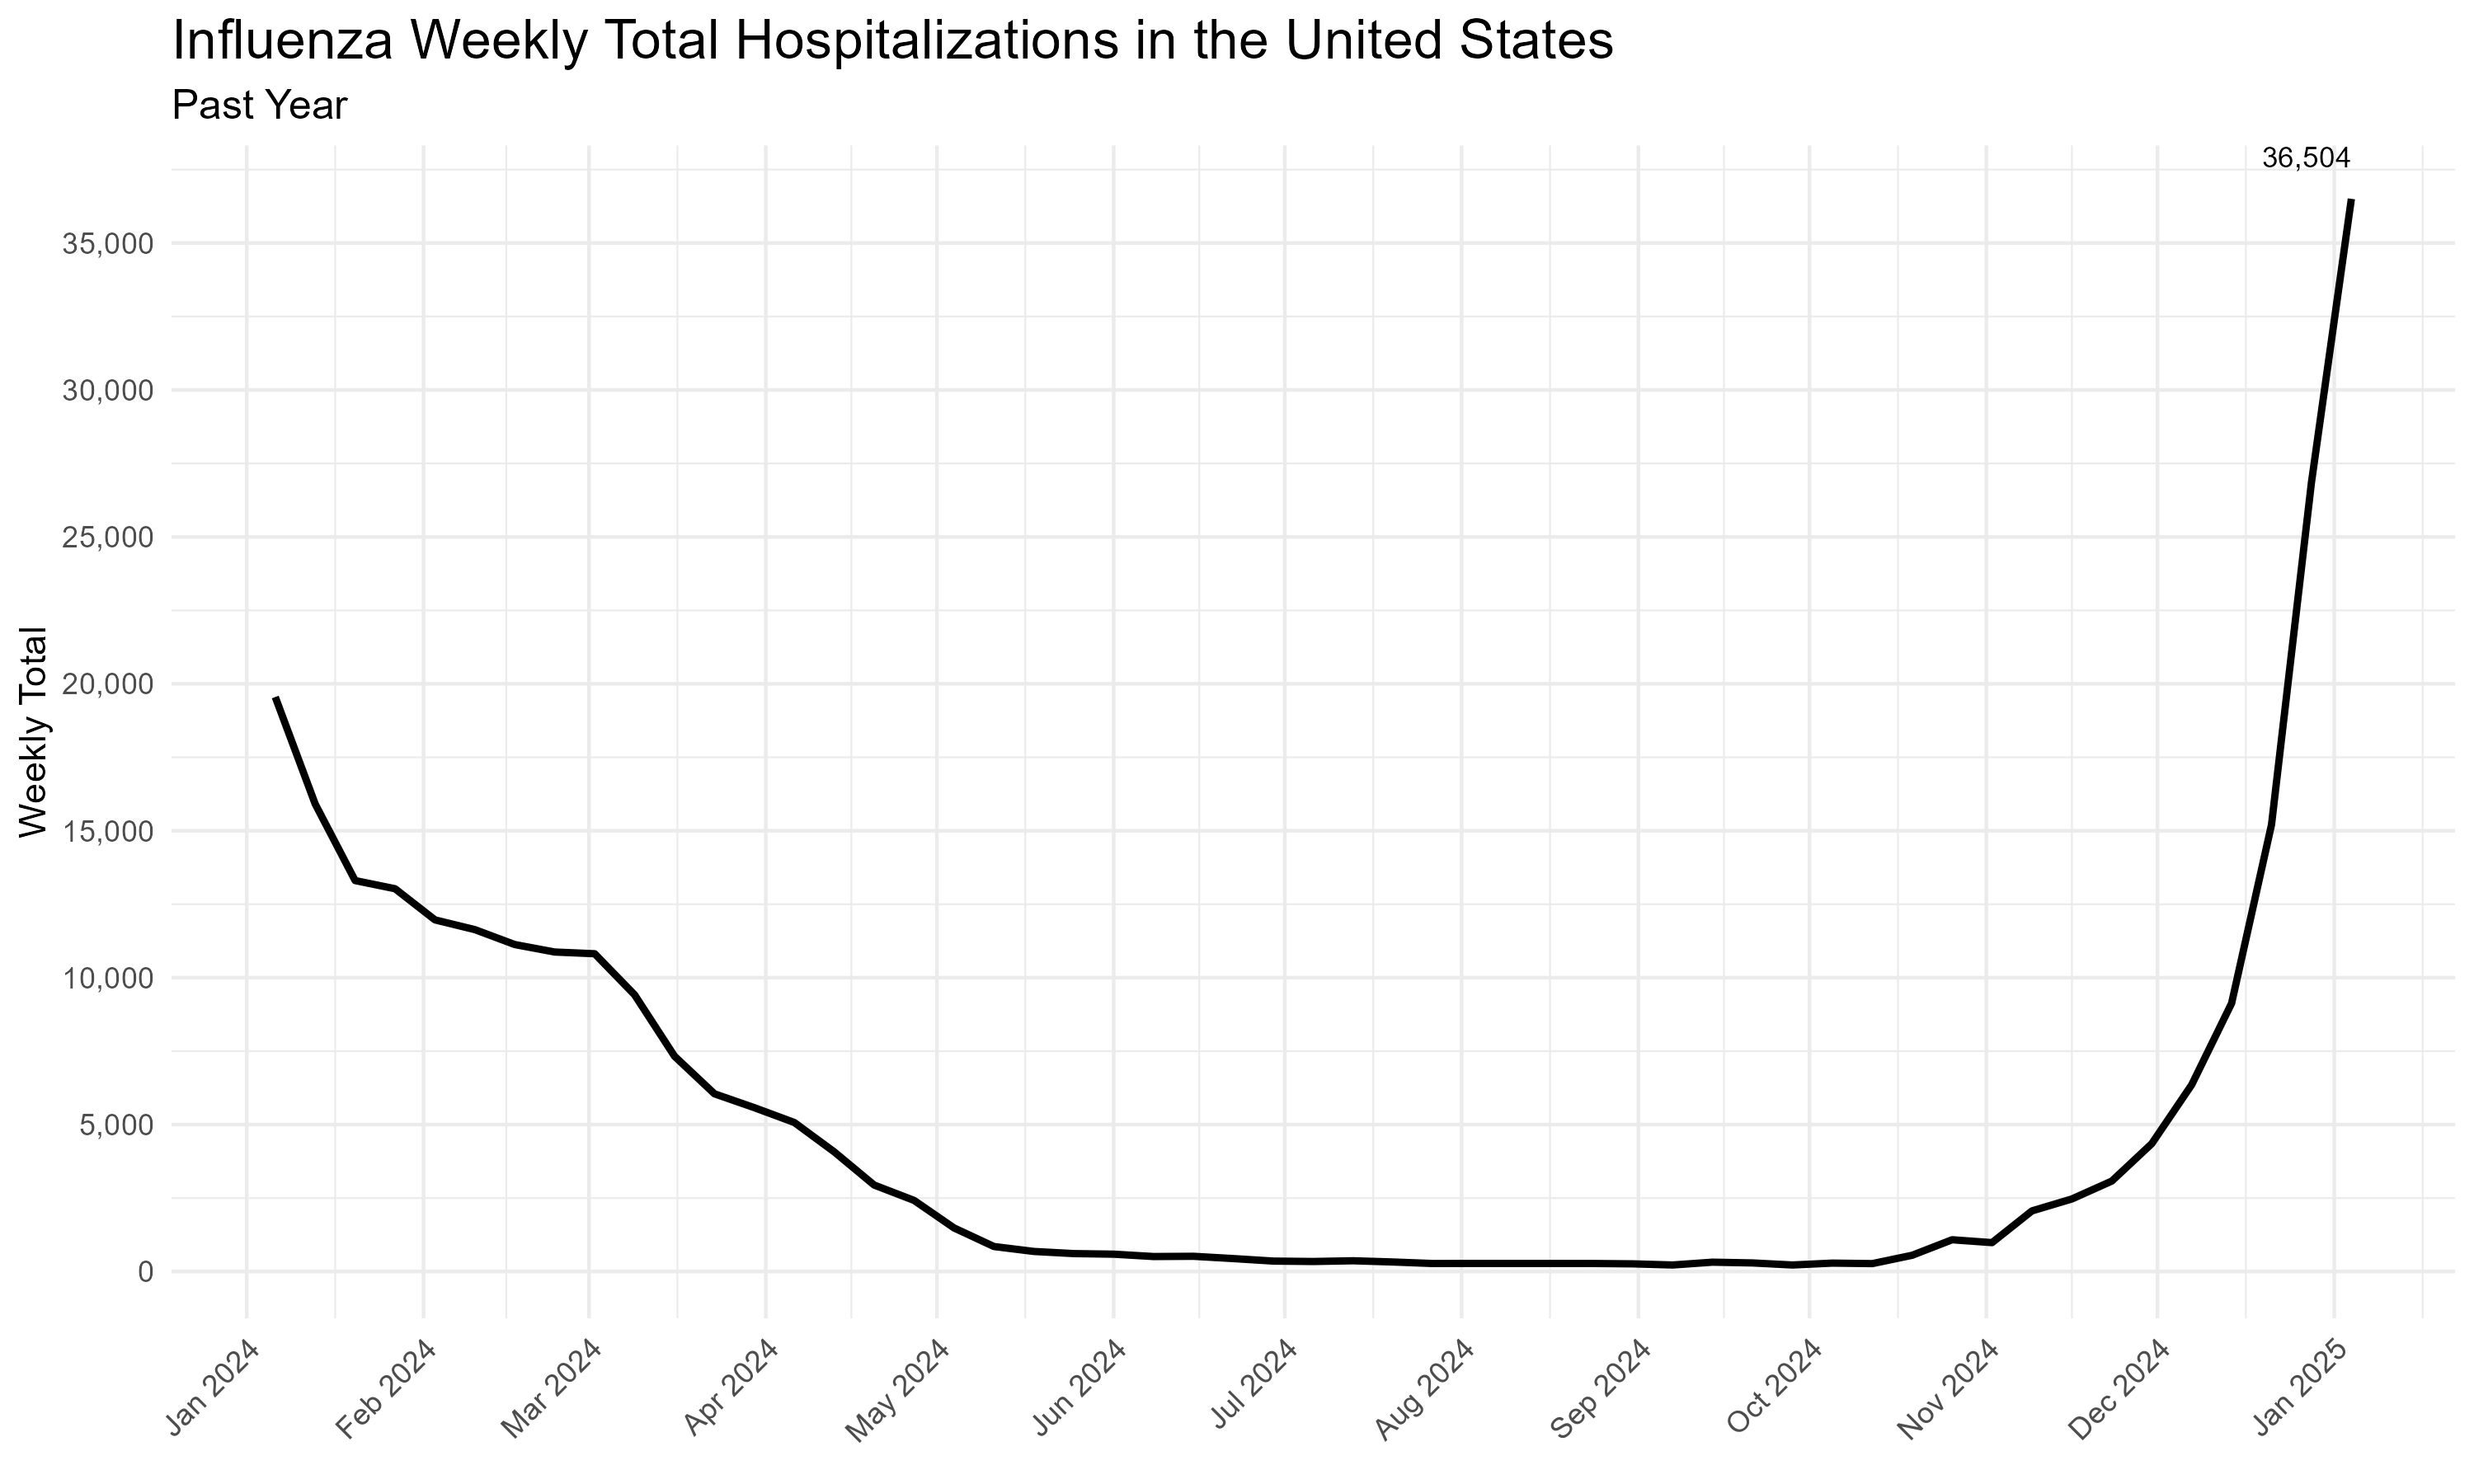 Influenza Weekly Total Hospitalizations in the United States
Past Year
36,504
35,000
30,000
25,000
20,000
15,000
10,000
5,000
0
Weekly Total
Jan 2024
Feb 2024
Mar 2024
Apr 2024
May 2024
Jun 2024
Jul 2024
Aug 2024
Sep 2024
Oct 2024
Nov 2024
Dec 2024
Jan 2025